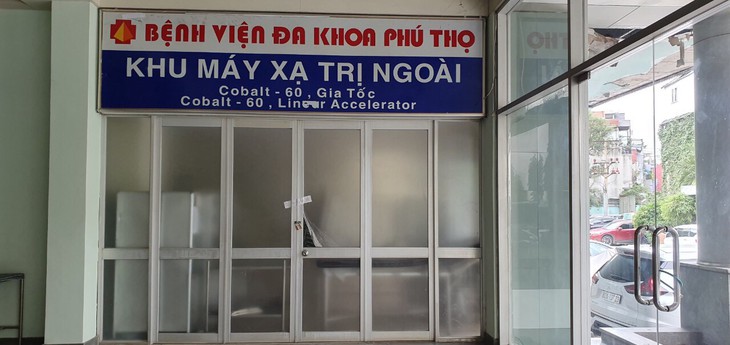 BỆNH VIỆN ĐA KHOA PHÚ THỌ
KHU MÁY XẠ TRỊ NGOÀI
Cobalt - 60 , Gia Tốc
Cobalt - 60 , Linear Accelerator
THỌ